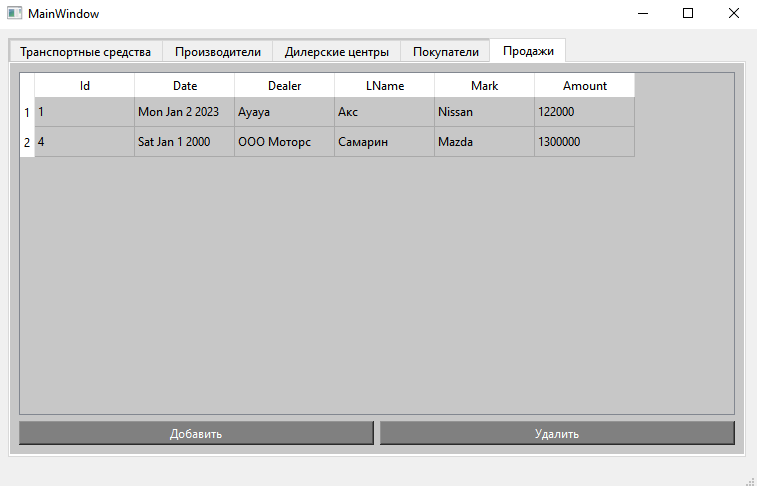 MainWindow
Транспортные средства Производители Дилерские центры Покупатели Продажи
Id Date Dealer LName Mark Amount
1 1 Mon Jan 2 2023 Ayaya Акс Nissan 122000
2 4 Sat Jan 1 2000 ООО Моторс Самарин Mazda 1300000
Добавить Удалить